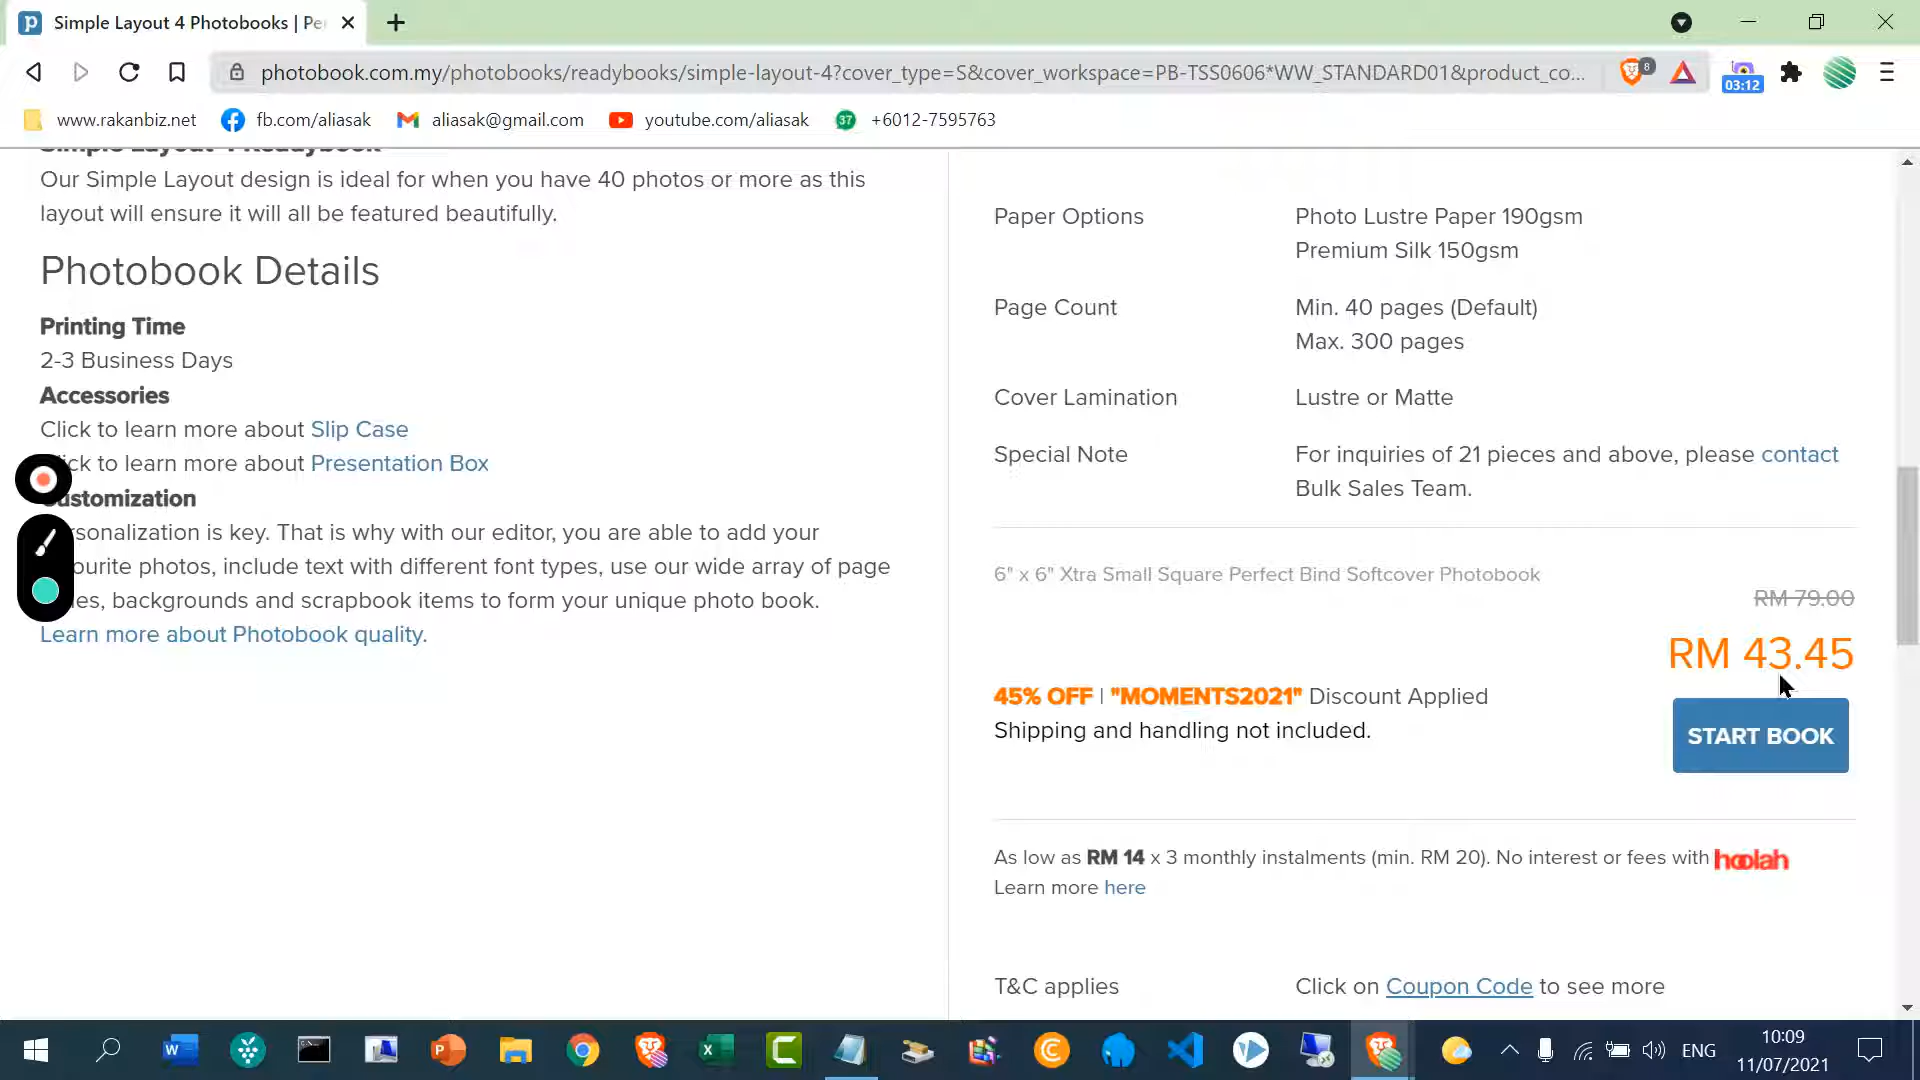 Simple Layout 4 Photobooks | Pe
photobook.com.my/photobooks/readybooks/simple-layout-4?cover_type=S&cover_workspace=PB-TSS0606*WW_STANDARD01&product_co...
8
03:12
www.rakanbiz.net
fb.com/aliasak
aliasak@gmail.com
youtube.com/aliasak
37
+6012-7595763
Simple Layout 4 Readybook
Our Simple Layout design is ideal for when you have 40 photos or more as this
layout will ensure it will all be featured beautifully.
Photobook Details
Printing Time
2-3 Business Days
Accessories
Click to learn more about Slip Case
ick to learn more about Presentation Box
ustomization
rsonalization is key. That is why with our editor, you are able to add your
ourite photos, include text with different font types, use our wide array of page
es, backgrounds and scrapbook items to form your unique photo book.
Learn more about Photobook quality.
Paper Options
Photo Lustre Paper 190gsm
Premium Silk 150gsm
Page Count
Min. 40 pages (Default)
Max. 300 pages
Cover Lamination
Lustre or Matte
Special Note
For inquiries of 21 pieces and above, please contact
Bulk Sales Team.
6" x 6" Xtra Small Square Perfect Bind Softcover Photobook
RM 79.00
RM 43.45
45% OFF | "MOMENTS2021" Discount Applied
Shipping and handling not included.
START BOOK
As low as RM 14 x 3 monthly instalments (min. RM 20). No interest or fees with hoolah
Learn more here
T&C applies
Click on Coupon Code to see more
ENG
10:09
11/07/2021